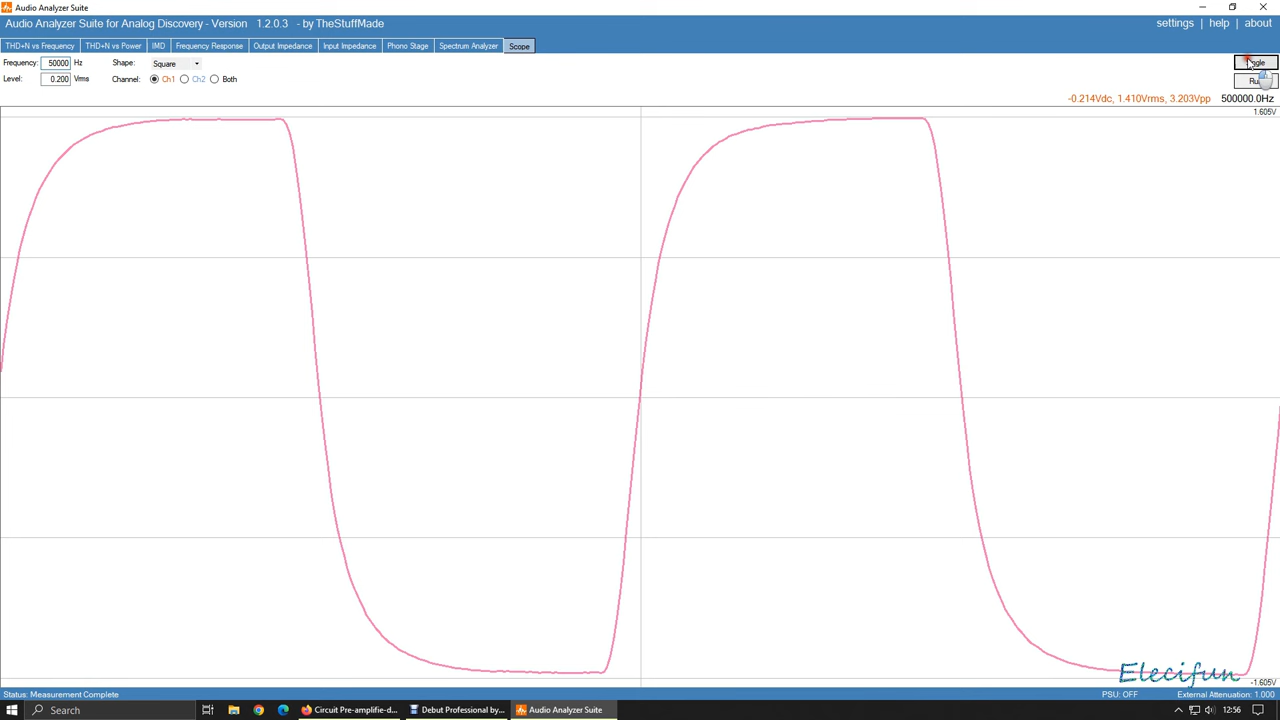 Audio Analyzer Suite
Audio Analyzer Suite for Analog Discovery - Version 1.2.0.3 - by TheStuffMade
settings | help | about
THD+N vs Frequency THD+N vs Power IMD Frequency Response Output Impedance Input Impedance Phono Stage Spectrum Analyzer Scope
Frequency: 50000 Hz Shape: Square
Level: 0.200 Vrms Channel: Ch1 Ch2 Both
-0.214Vdc, 1.410Vrms, 3.203Vpp 500000.0Hz
1.605V
Elecifun
-1.605V
Status: Measurement Complete PSU: OFF External Attenuation: 1.000
Search Circuit Pre-amplifie-d... Debut Professional by... Audio Analyzer Suite 12:56